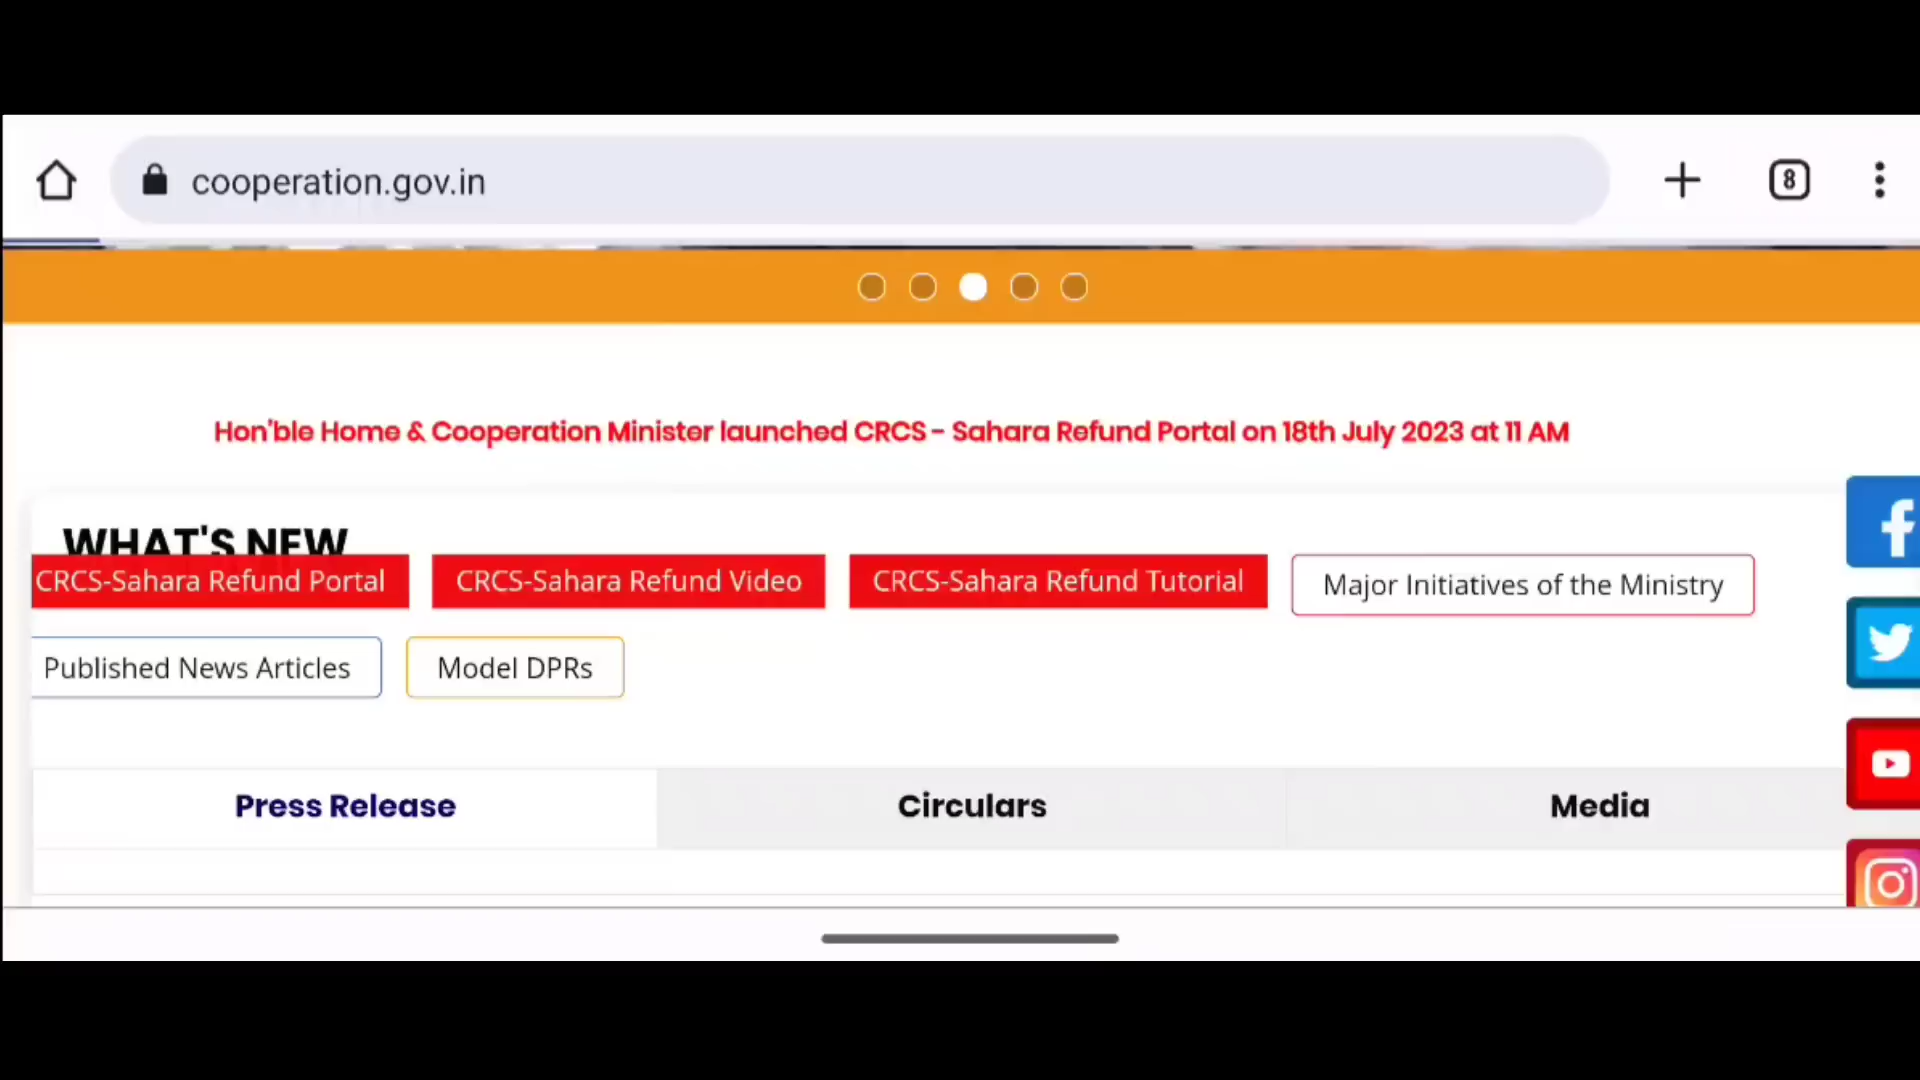 cooperation.gov.in
8
Hon'ble Home & Cooperation Minister launched CRCS - Sahara Refund Portal on 18th July 2023 at 11 AM
WHAT'S NEW
CRCS-Sahara Refund Portal CRCS-Sahara Refund Video CRCS-Sahara Refund Tutorial Major Initiatives of the Ministry
Published News Articles Model DPRs
Press Release Circulars Media